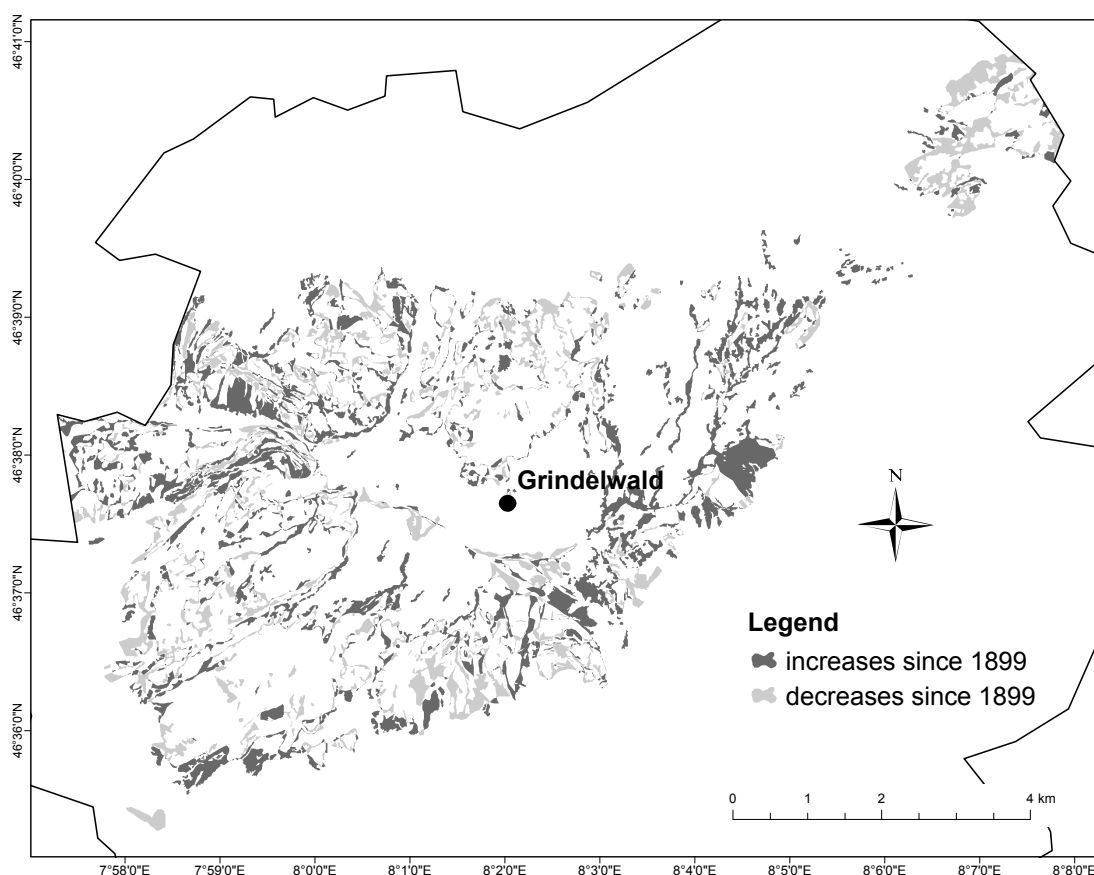 46°41'0"N
46°40'0"N
46°39'0"N
46°38'0"N
46°37'0"N
46°36'0"N
Grindelwald
N
Legend
increases since 1899
decreases since 1899
0 1 2 4 km
7°58'0"E 7°59'0"E 8°0'0"E 8°1'0"E 8°2'0"E 8°3'0"E 8°4'0"E 8°5'0"E 8°6'0"E 8°7'0"E 8°8'0"E